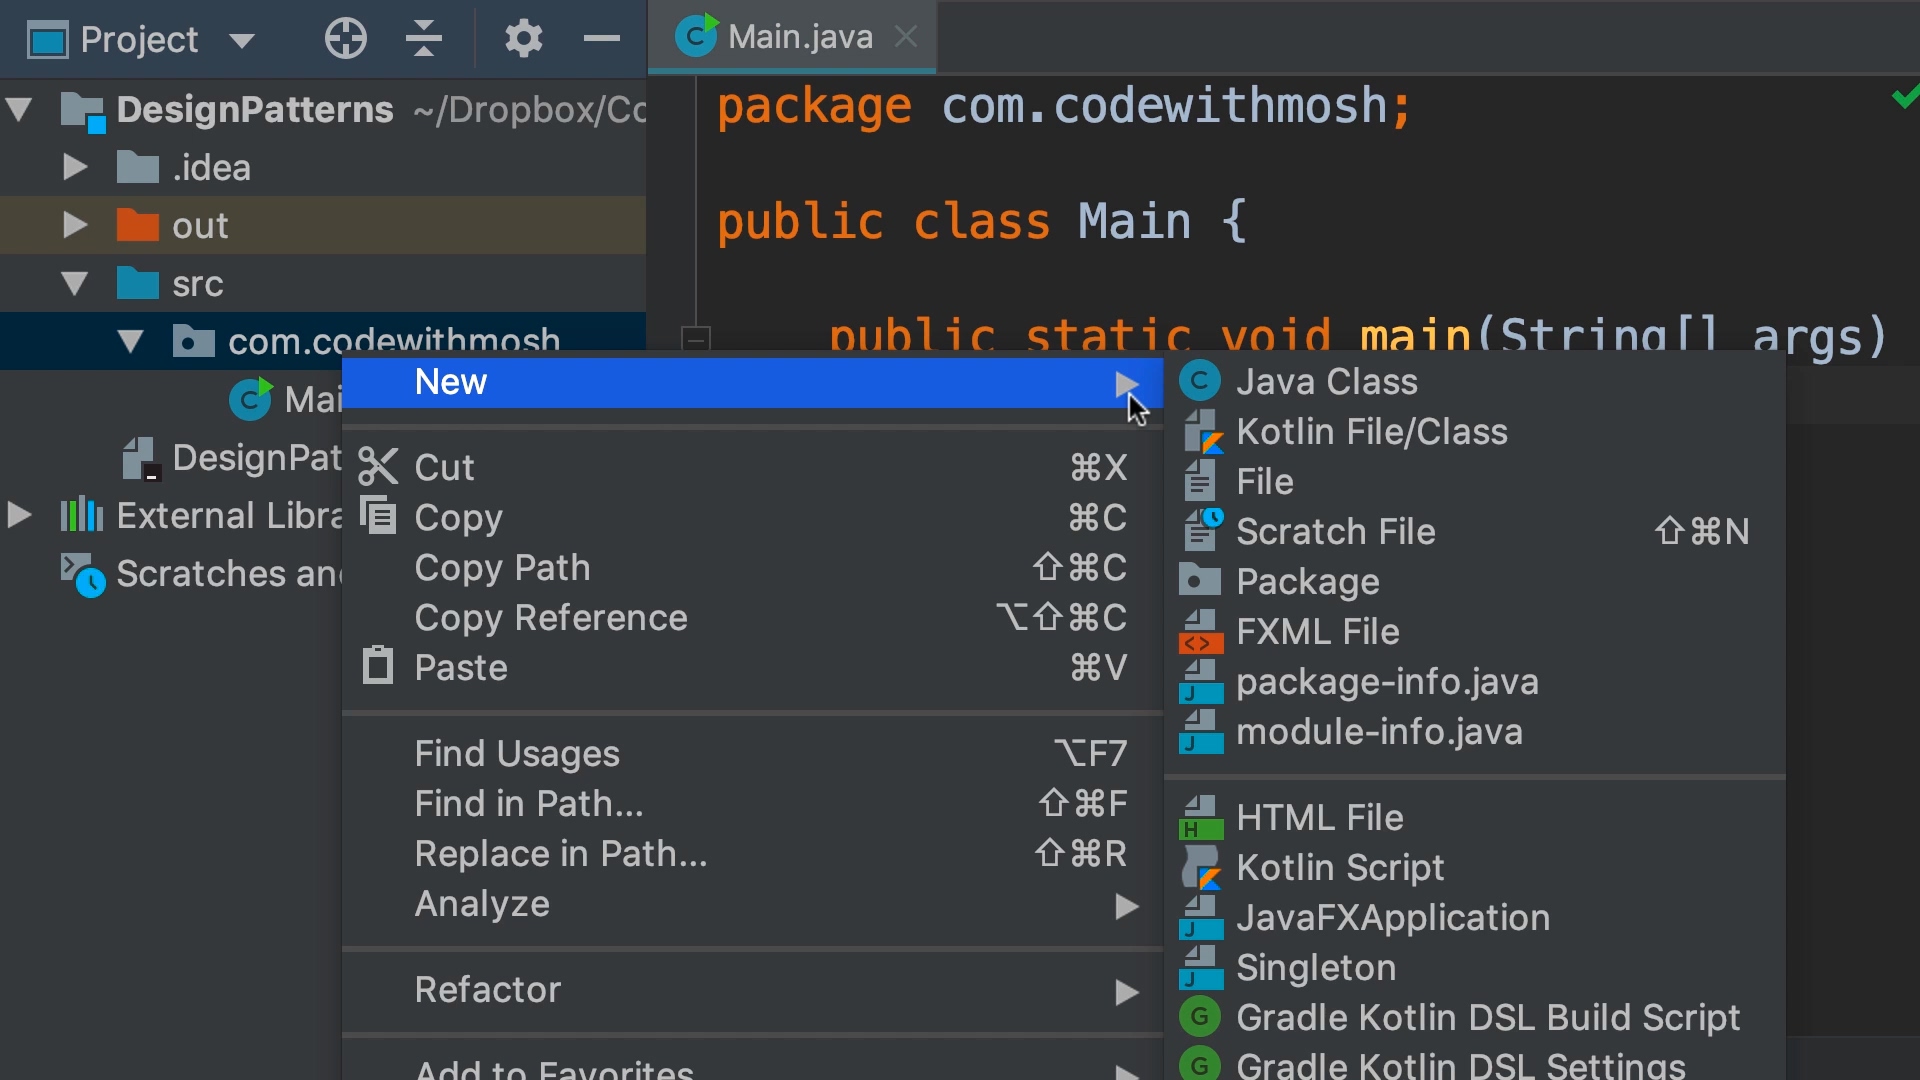 Project
Main.java
DesignPatterns ~/Dropbox/Co
.idea
out
src
com.codewithmosh
Mai
DesignPat
External Libra
Scratches and
package com.codewithmosh;
public class Main {
public static void main(String[] args)
New
Cut ⌘X
Copy ⌘C
Copy Path ⇧⌘C
Copy Reference ⌥⇧⌘C
Paste ⌘V
Find Usages ⌥F7
Find in Path... ⇧⌘F
Replace in Path... ⇧⌘R
Analyze
Refactor
Add to Favorites
Java Class
Kotlin File/Class
File
Scratch File ⇧⌘N
Package
FXML File
package-info.java
module-info.java
HTML File
Kotlin Script
JavaFXApplication
Singleton
Gradle Kotlin DSL Build Script
Gradle Kotlin DSL Settings